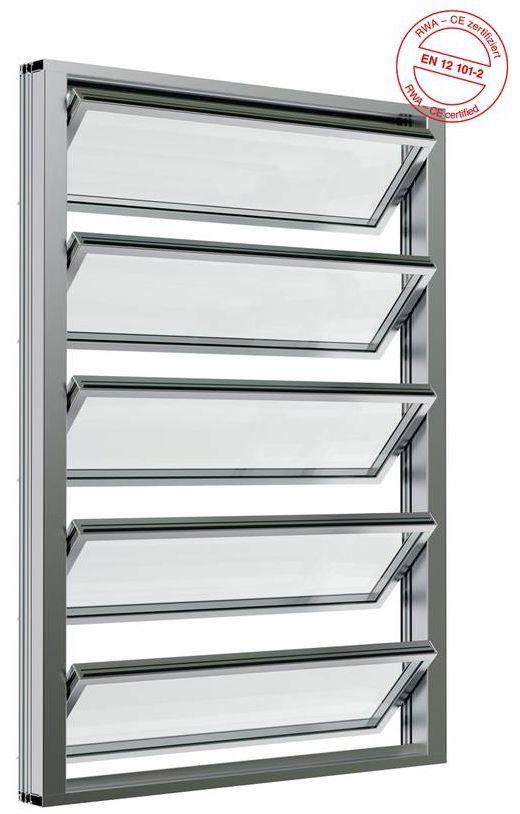 RWA – CE zertifiziert
EN 12 101-2
RWA – CE certified